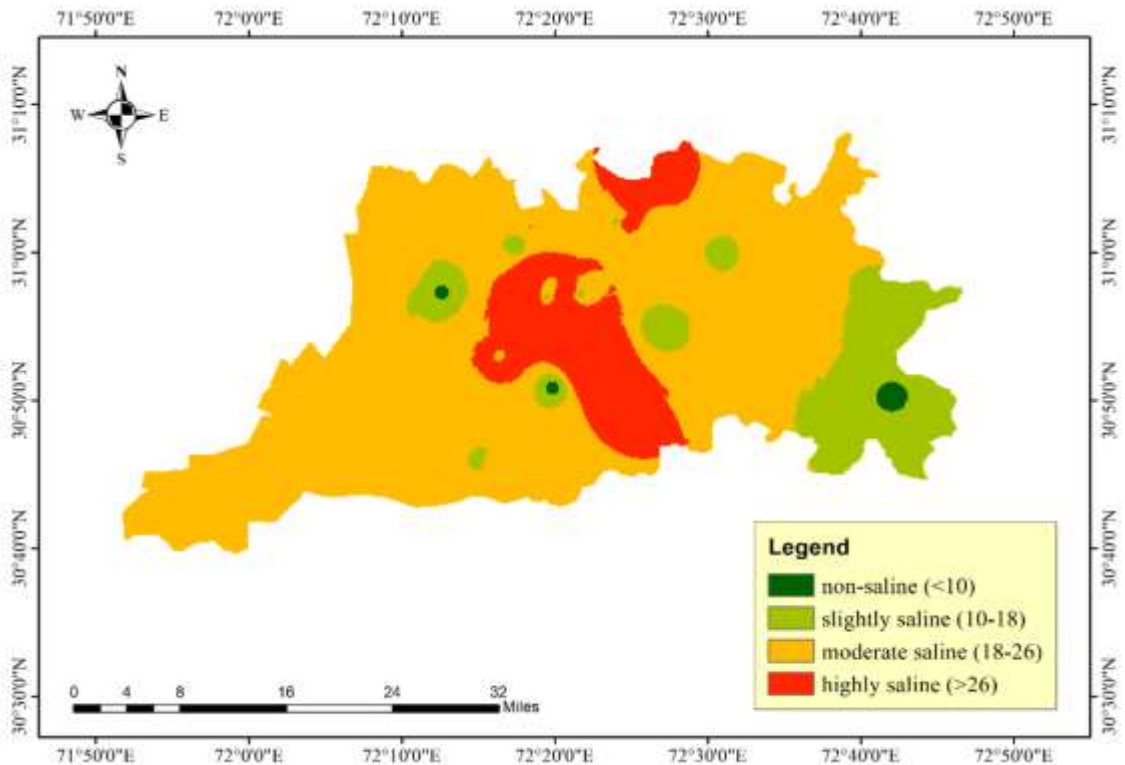 71°50'0"E 72°0'0"E 72°10'0"E 72°20'0"E 72°30'0"E 72°40'0"E 72°50'0"E
N
W E
S
31°10'0"N 31°10'0"N
31°0'0"N 31°0'0"N
30°50'0"N 30°50'0"N
30°40'0"N 30°40'0"N
30°30'0"N 30°30'0"N
Legend
non-saline (<10)
slightly saline (10-18)
moderate saline (18-26)
highly saline (>26)
0 4 8 16 24 32
Miles
71°50'0"E 72°0'0"E 72°10'0"E 72°20'0"E 72°30'0"E 72°40'0"E 72°50'0"E